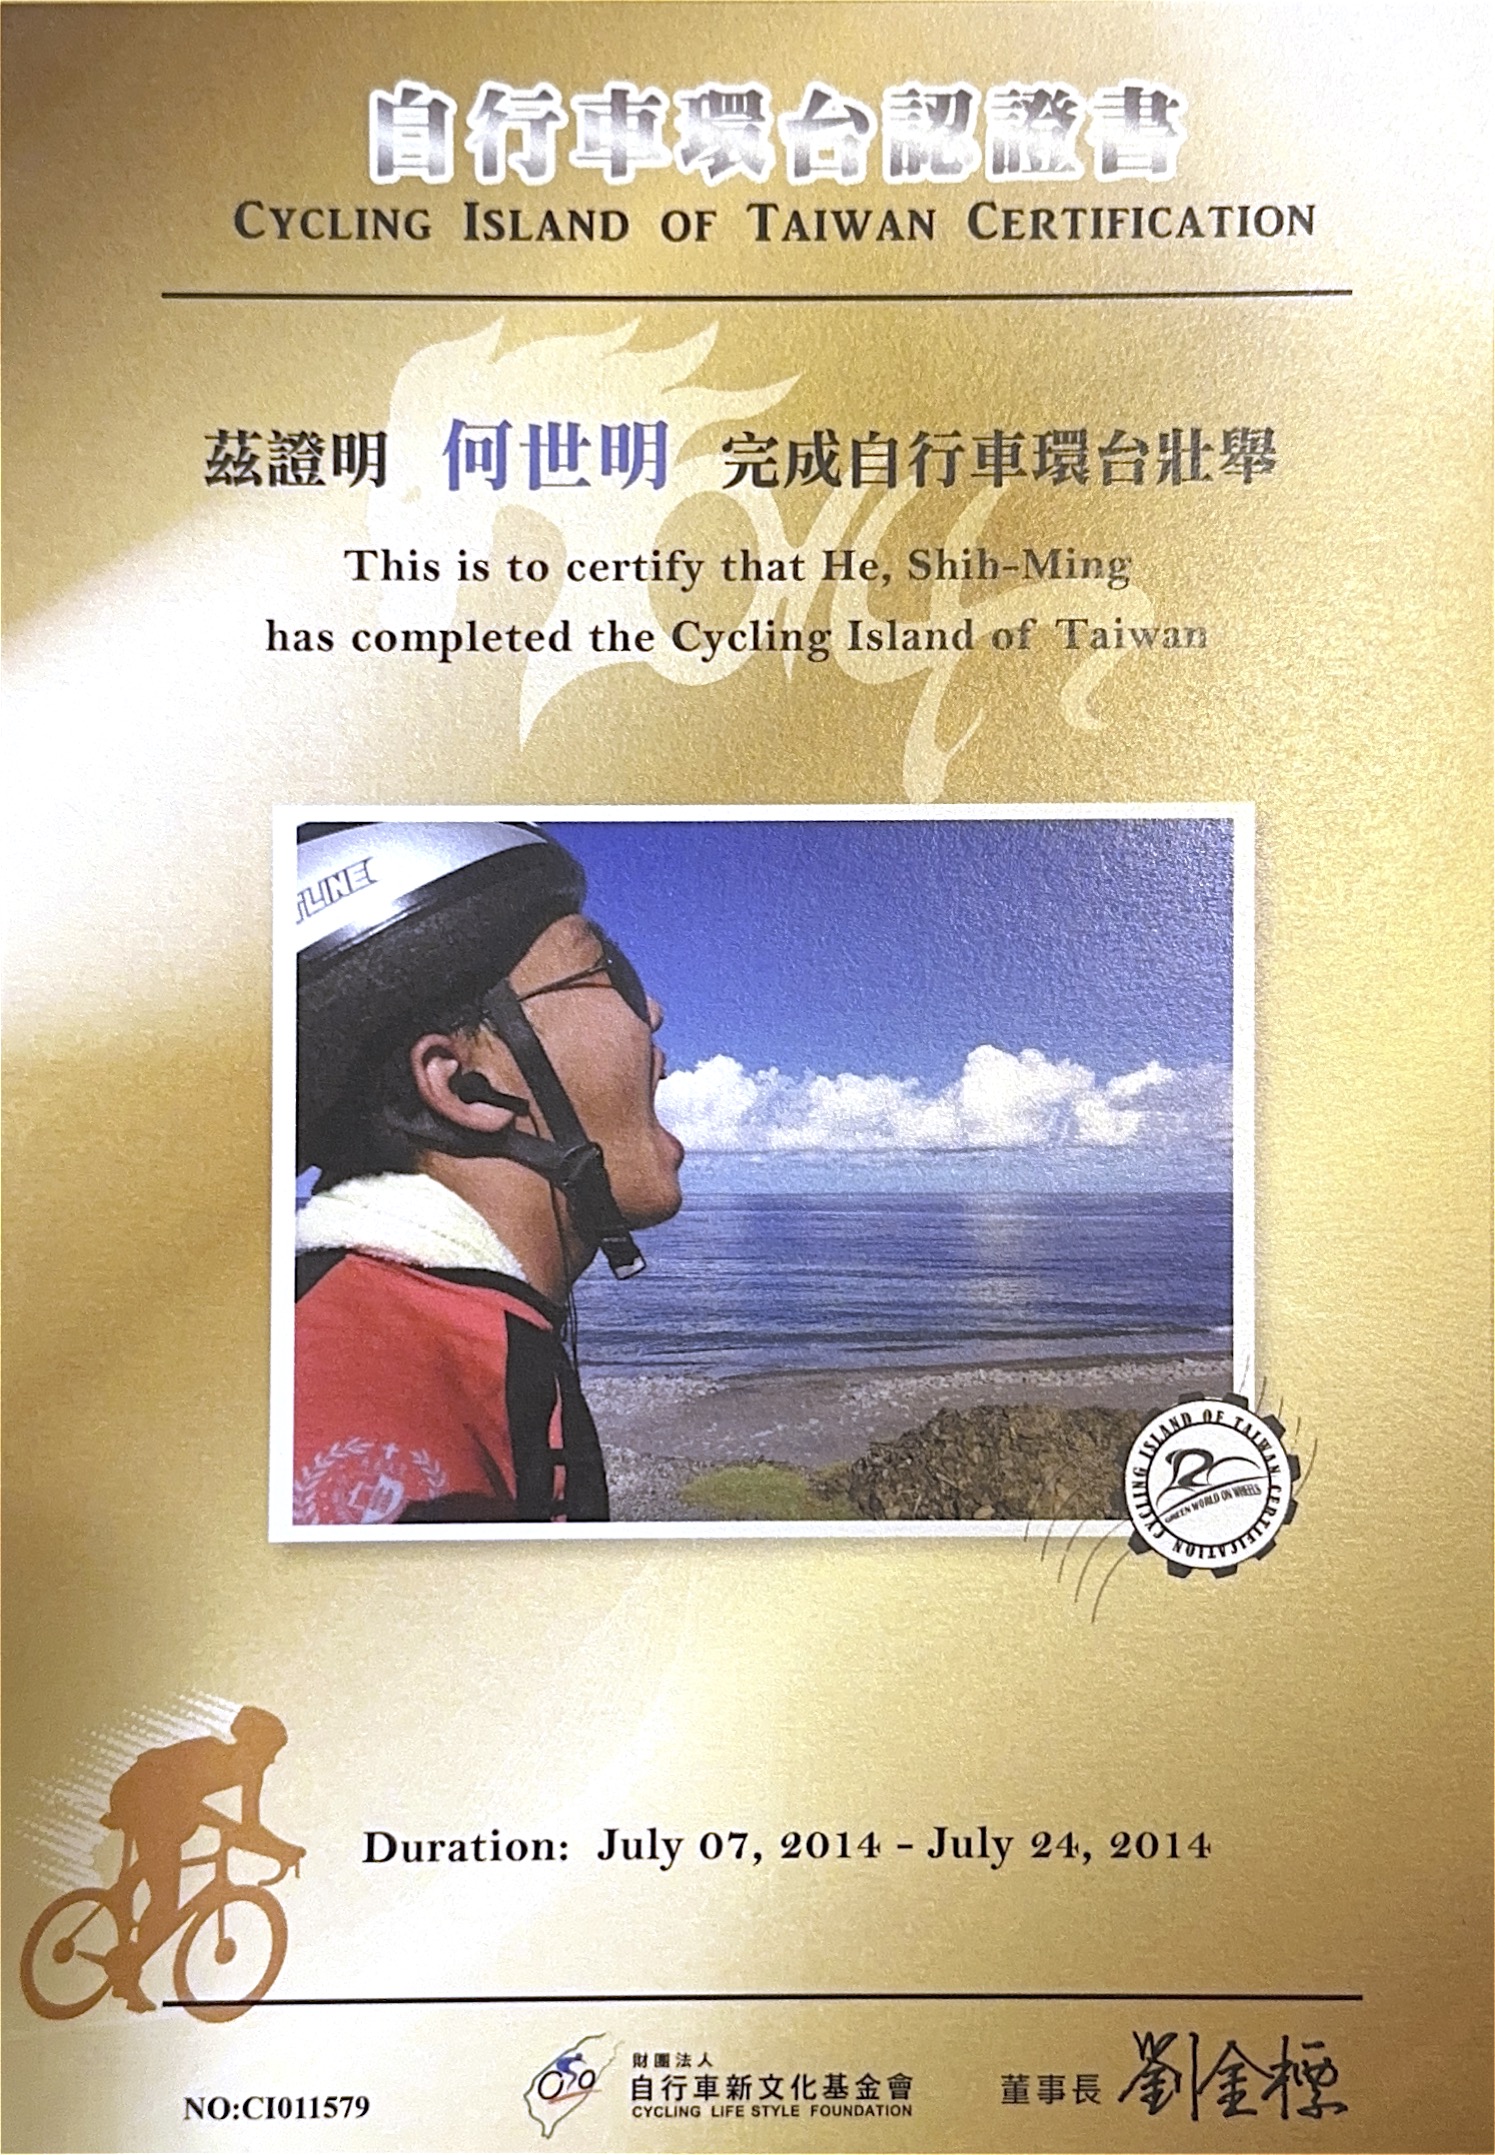 自行車環台認證書
CYCLING ISLAND OF TAIWAN CERTIFICATION
茲證明 何世明 完成自行車環台壯舉
This is to certify that He, Shih-Ming
has completed the Cycling Island of Taiwan
TLINE
CYCLING ISLAND OF TAIWAN CERTIFICATION
GREEN WORLD ON WHEELS
Duration: July 07, 2014 - July 24, 2014
NO:CI011579
財團法人
自行車新文化基金會
CYCLING LIFE STYLE FOUNDATION
董事長 劉金標